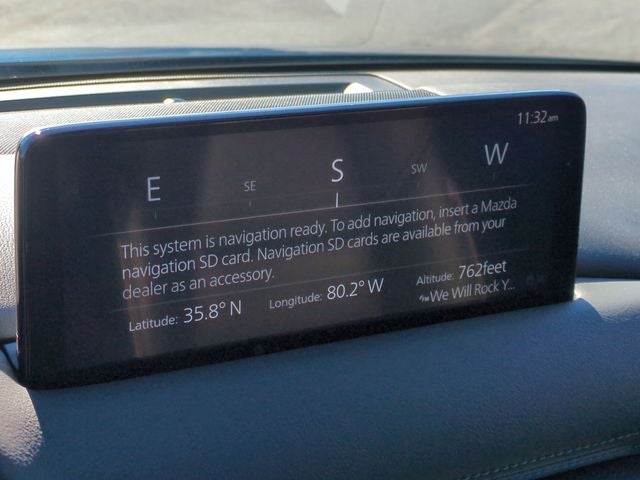 11:32am
E SE S SW W
This system is navigation ready. To add navigation, insert a Mazda
navigation SD card. Navigation SD cards are available from your
dealer as an accessory.
Latitude: 35.8° N Longitude: 80.2° W Altitude: 762feet
We Will Rock Y...